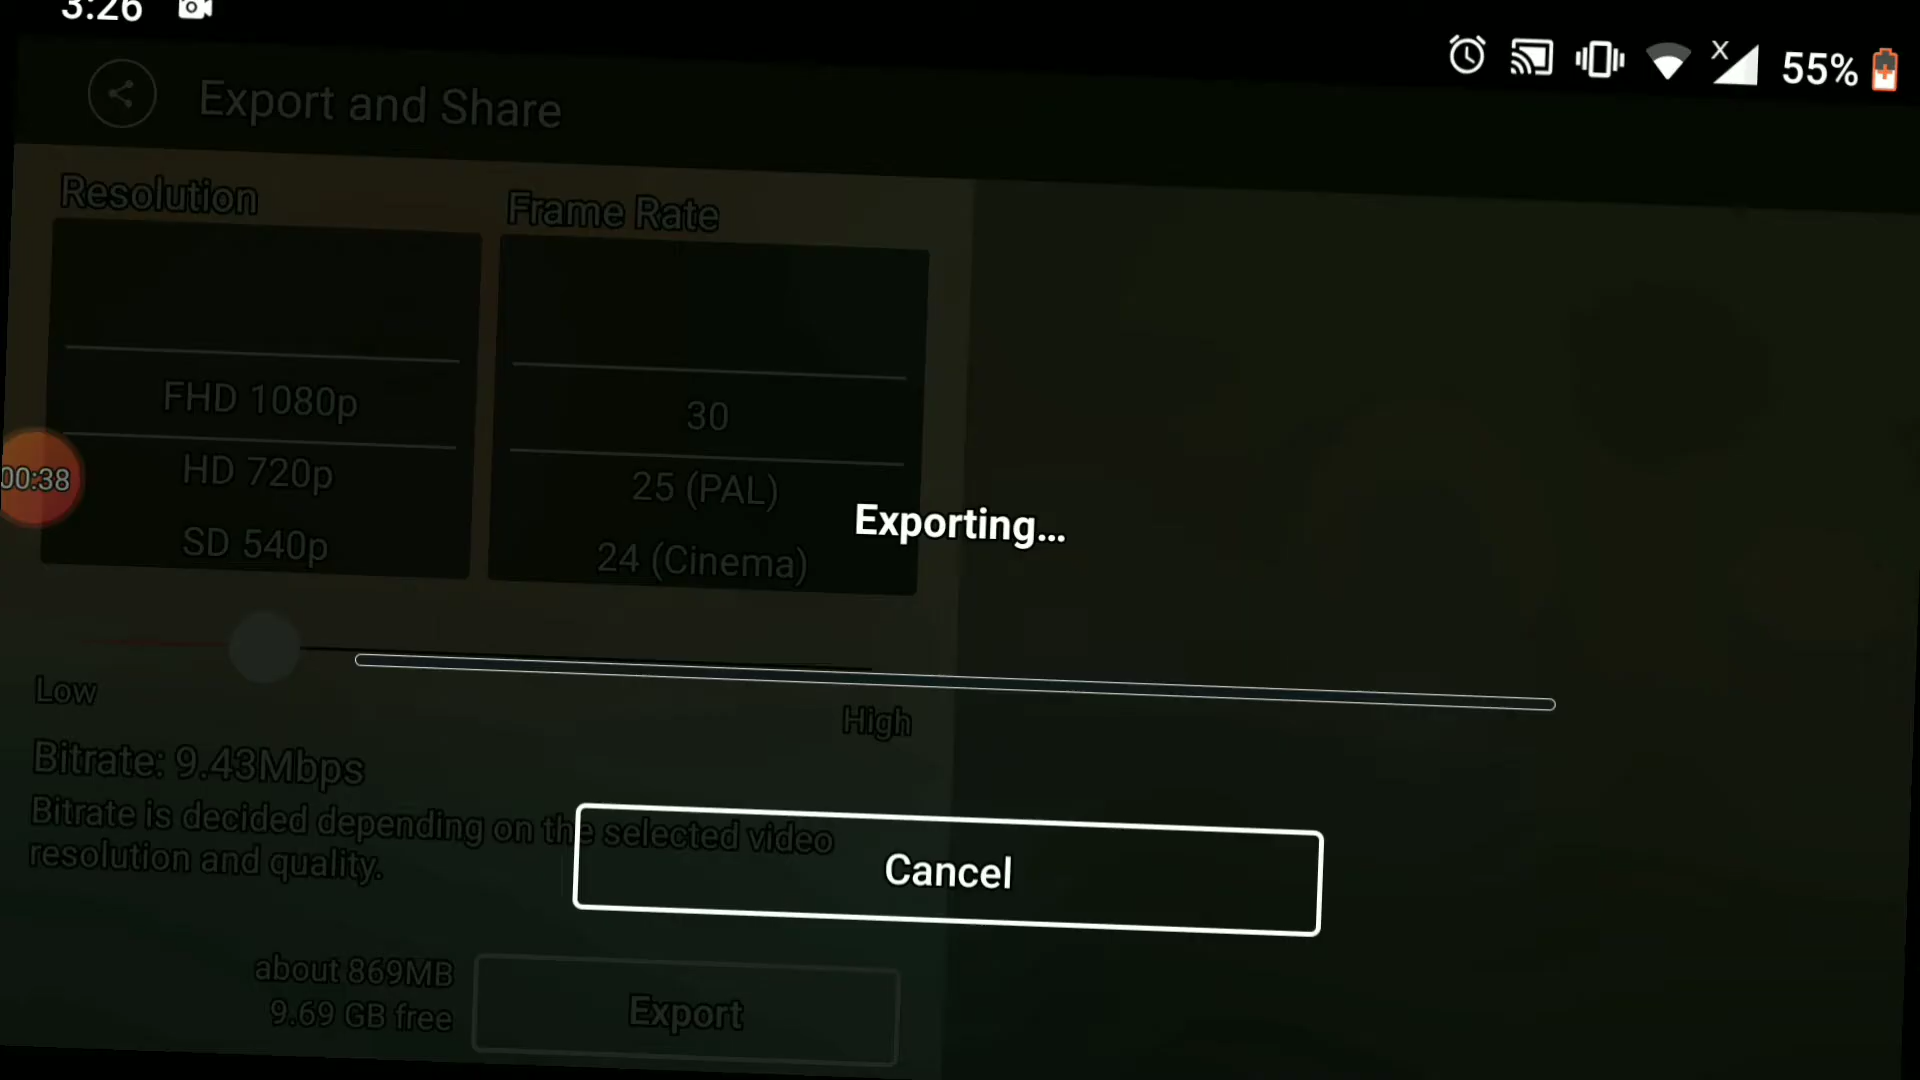 3:26
X 55%
Export and Share
Resolution
Frame Rate
FHD 1080p
30
HD 720p
25 (PAL)
SD 540p
24 (Cinema)
00:38
Exporting...
Low
High
Bitrate: 9.43Mbps
Bitrate is decided depending on the selected video
resolution and quality.
Cancel
about 869MB
9.69 GB free
Export